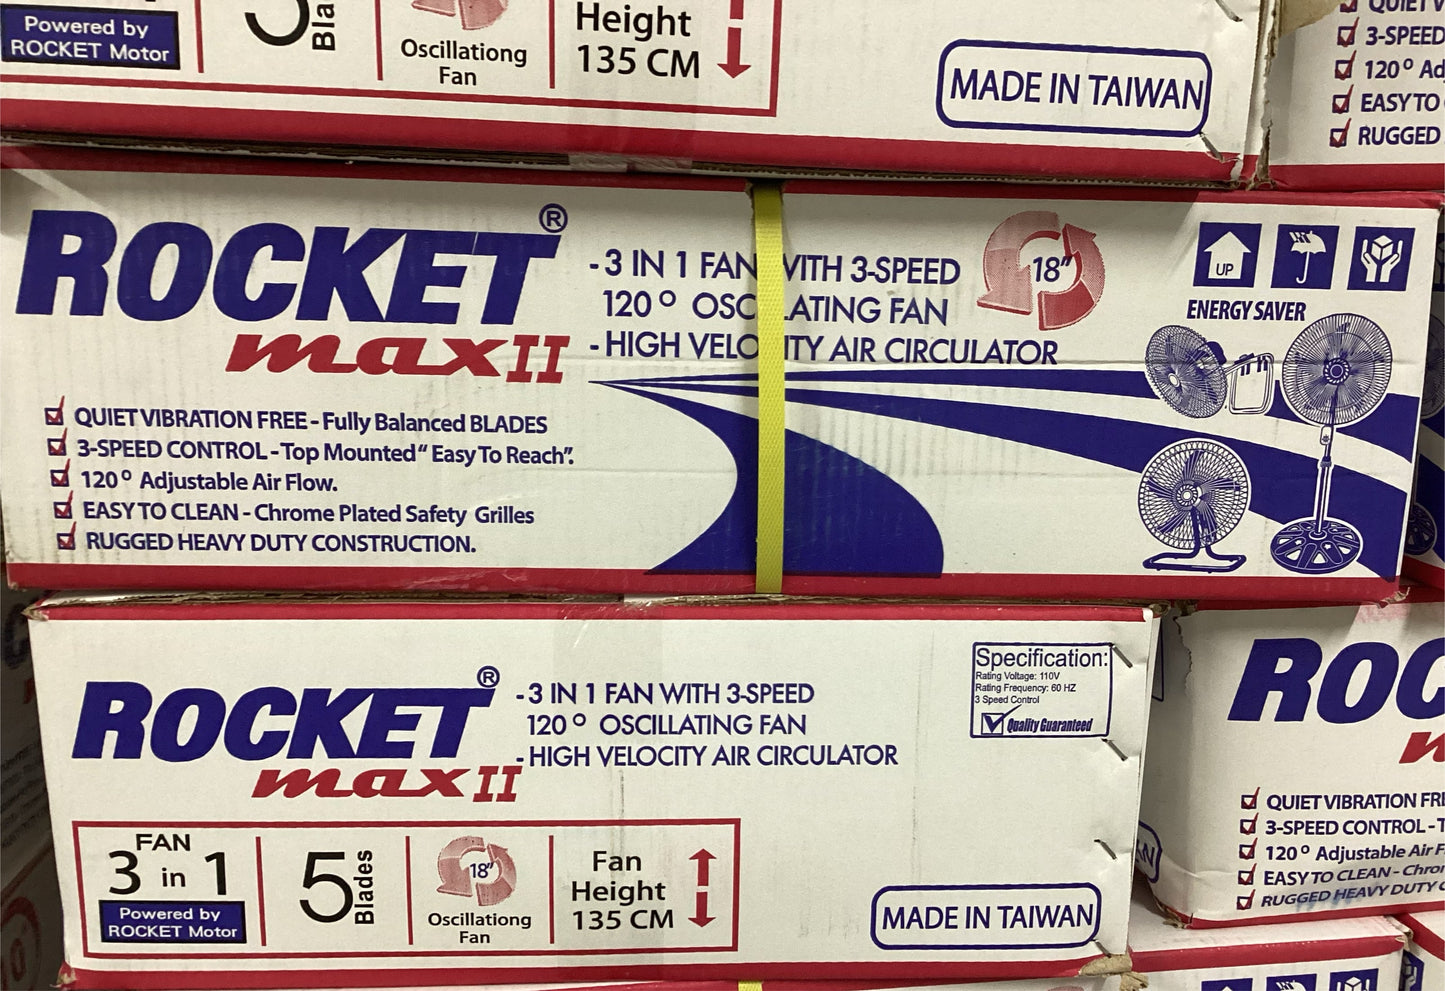 Powered by
ROCKET Motor
5
Oscillationg
Fan
Height
135 CM
MADE IN TAIWAN
3-SPEED
120°
EASY TO
RUGGED
ROCKET®
max II
- 3 IN 1 FAN WITH 3-SPEED
120° OSC LATING FAN
- HIGH VELO ITY AIR CIRCULATOR
18"
UP
ENERGY SAVER
QUIET VIBRATION FREE - Fully Balanced BLADES
3-SPEED CONTROL - Top Mounted "Easy To Reach".
120° Adjustable Air Flow.
EASY TO CLEAN - Chrome Plated Safety Grilles
RUGGED HEAVY DUTY CONSTRUCTION.
ROCKET®
max II
- 3 IN 1 FAN WITH 3-SPEED
120° OSCILLATING FAN
- HIGH VELOCITY AIR CIRCULATOR
Specification:
Rating Voltage: 110V
Rating Frequency: 60 HZ
3 Speed Control
Quality Guaranteed
FAN
3 in 1
Powered by
ROCKET Motor
5 Blades
18"
Oscillationg
Fan
Fan
Height
135 CM
MADE IN TAIWAN
ROC
QUIET VIBRATION
3-SPEED CONTROL -
120° Adjustable Air
EASY TO CLEAN -
RUGGED HEAVY DUTY